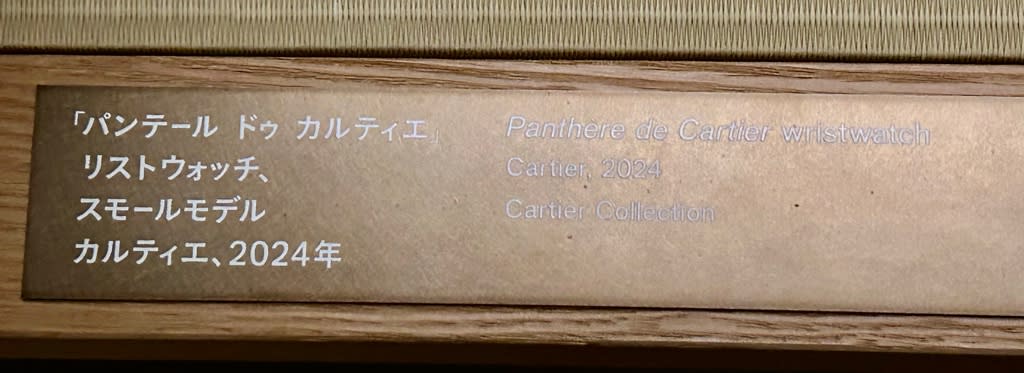 「パンテール ドゥ カルティエ」
リストウォッチ、
スモールモデル
カルティエ、2024年
Panthère de Cartier wristwatch
Cartier, 2024
Cartier Collection